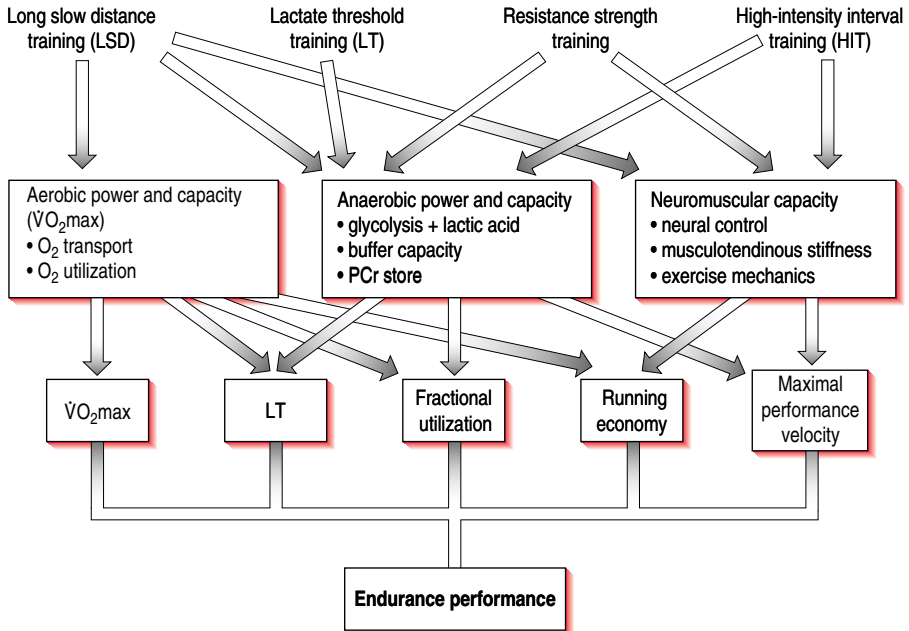 Long slow distance
training (LSD)
Lactate threshold
training (LT)
Resistance strength
training
High-intensity interval
training (HIT)
Aerobic power and capacity
(V̇O₂max)
• O₂ transport
• O₂ utilization
Anaerobic power and capacity
• glycolysis + lactic acid
• buffer capacity
• PCr store
Neuromuscular capacity
• neural control
• musculotendinous stiffness
• exercise mechanics
V̇O₂max
LT
Fractional
utilization
Running
economy
Maximal
performance
velocity
Endurance performance